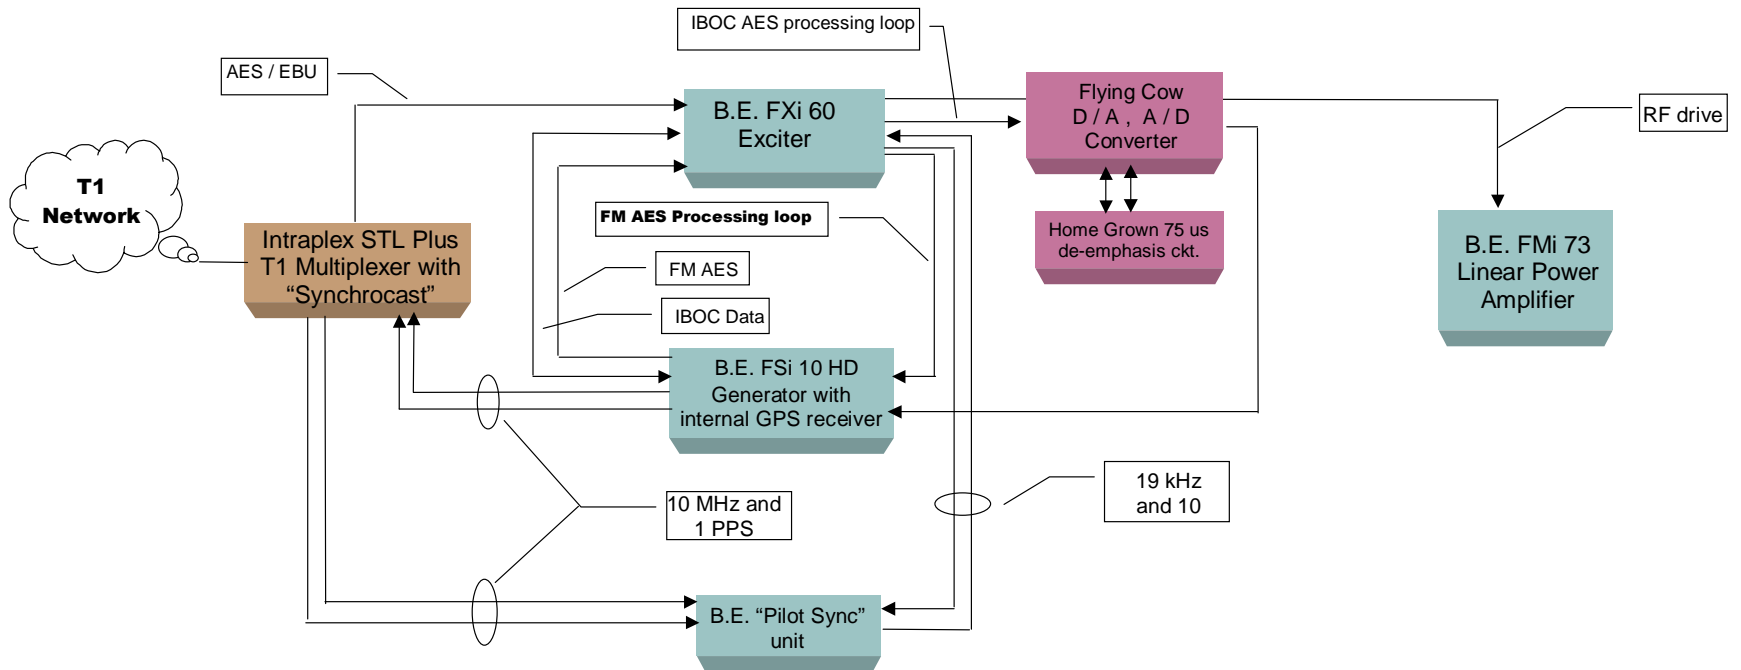 IBOC AES processing loop
AES / EBU
B.E. FXi 60
Exciter
Flying Cow
D / A , A / D
Converter
RF drive
T1
Network
Intraplex STL Plus
T1 Multiplexer with
“Synchrocast”
FM AES Processing loop
Home Grown 75 us
de-emphasis ckt.
B.E. FMi 73
Linear Power
Amplifier
FM AES
IBOC Data
B.E. FSi 10 HD
Generator with
internal GPS receiver
10 MHz and
1 PPS
19 kHz
and 10
B.E. “Pilot Sync”
unit